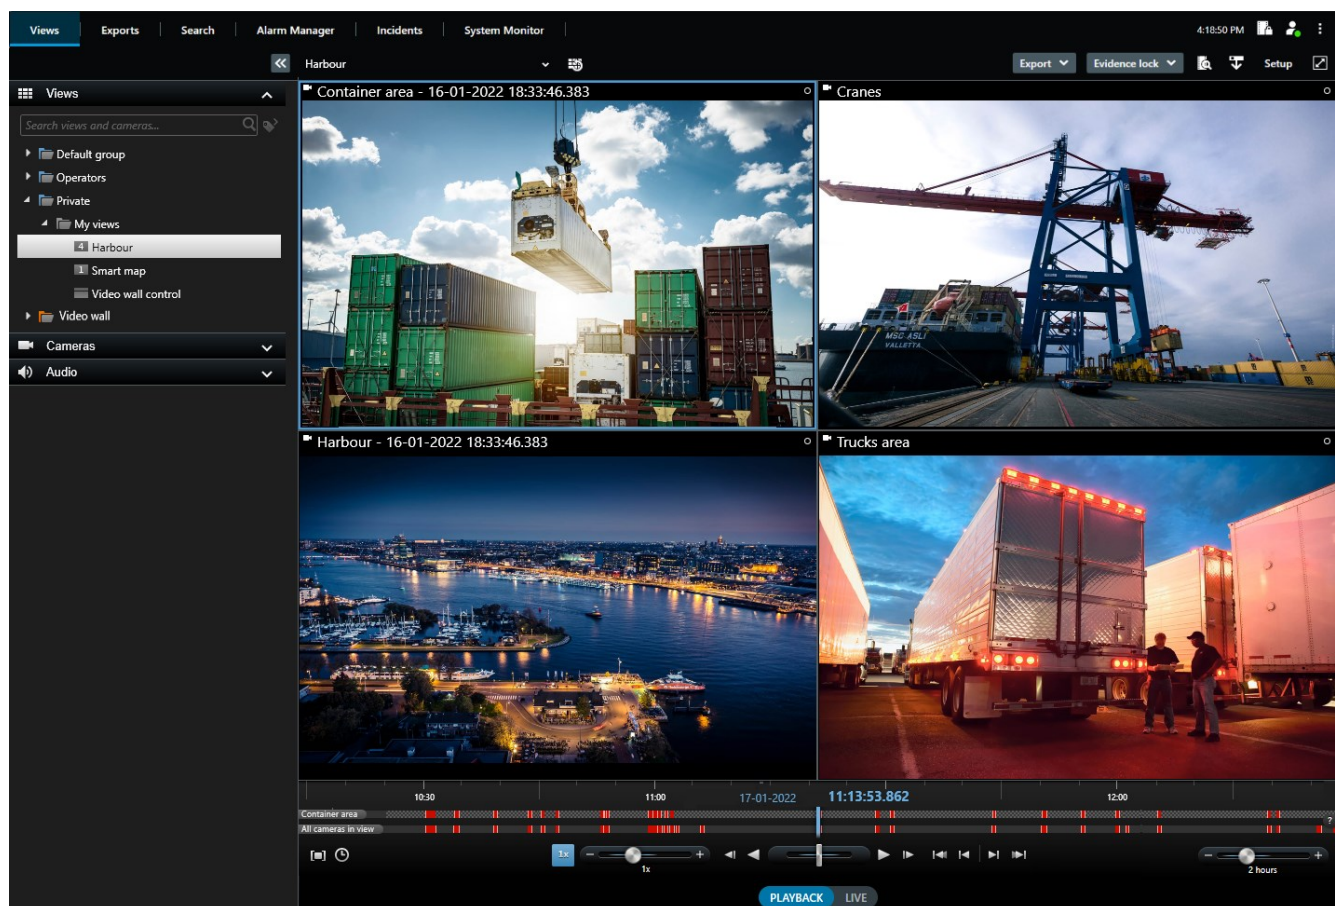 Views Exports Search Alarm Manager Incidents System Monitor 4:18:50 PM
Harbour Export Evidence lock Setup
Views
Search views and cameras...
Default group
Operators
Private
My views
4 Harbour
1 Smart map
Video wall control
Video wall
Cameras
Audio
Container area - 16-01-2022 18:33:46.383
Cranes
MSC ASLI
VALLETTA
Harbour - 16-01-2022 18:33:46.383
Trucks area
10:30 11:00 17-01-2022 11:13:53.862 12:00
Container area
All cameras in view
?
1x
1x
2 hours
PLAYBACK LIVE